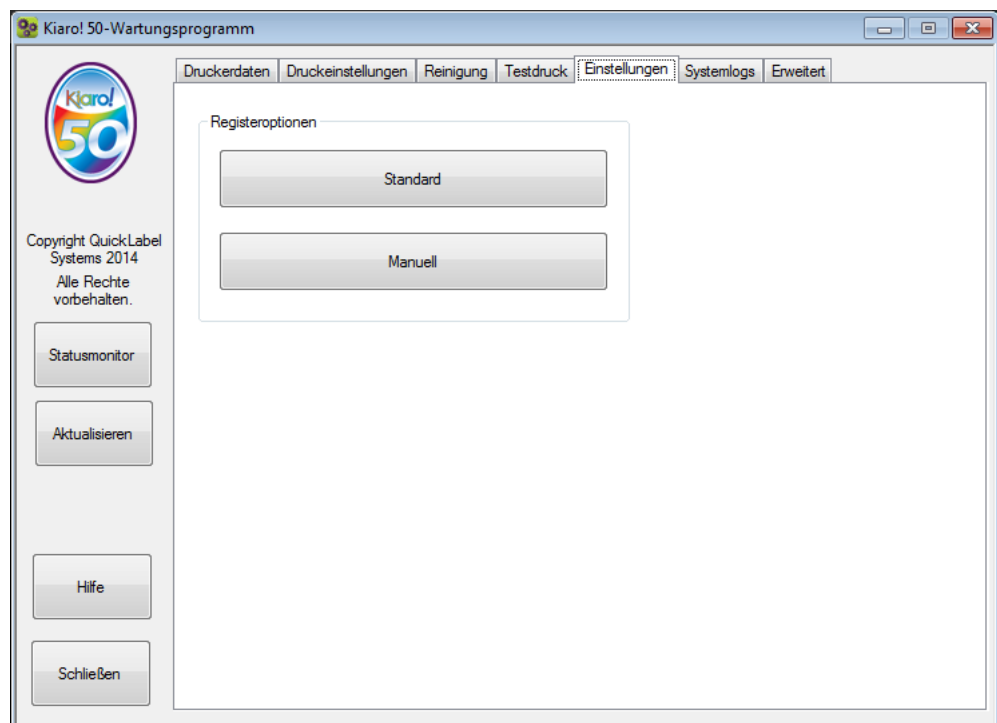 Kiaro! 50-Wartungsprogramm
Druckerdaten Druckeinstellungen Reinigung Testdruck Einstellungen Systemlogs Erweitert
Kiaro!
50
Registeroptionen
Standard
Manuell
Copyright QuickLabel
Systems 2014
Alle Rechte
vorbehalten.
Statusmonitor
Aktualisieren
Hilfe
Schließen